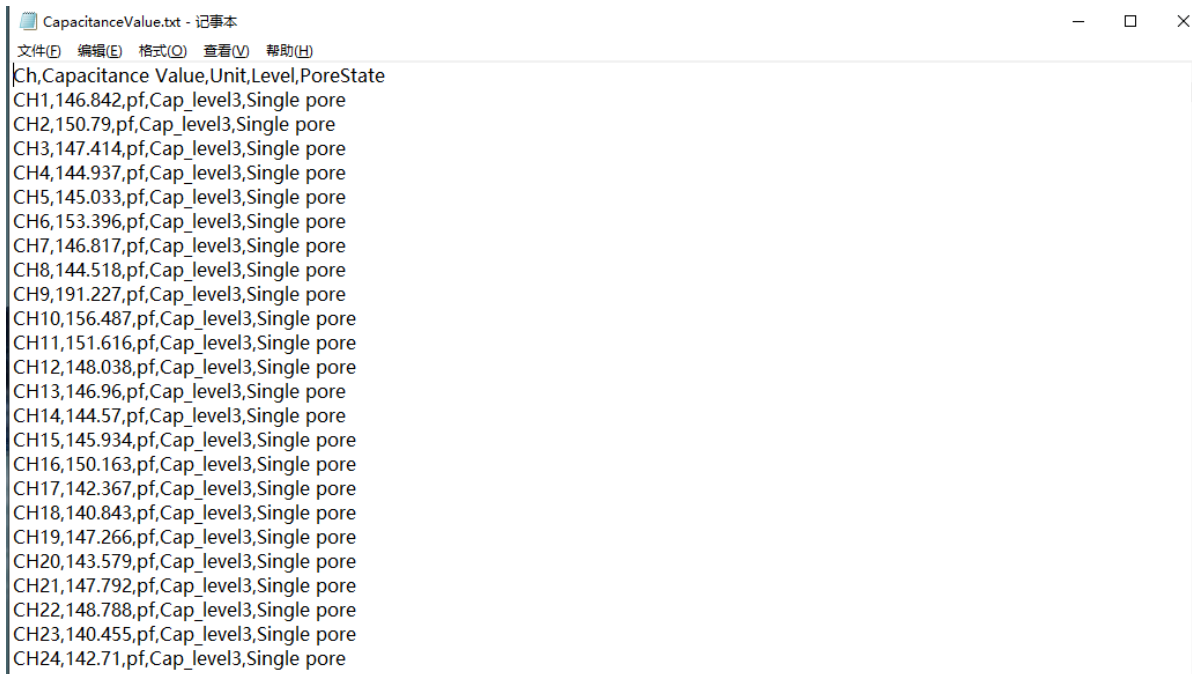 CapacitanceValue.txt - 记事本
文件(F) 编辑(E) 格式(O) 查看(V) 帮助(H)
Ch,Capacitance Value,Unit,Level,PoreState
CH1,146.842,pf,Cap_level3,Single pore
CH2,150.79,pf,Cap_level3,Single pore
CH3,147.414,pf,Cap_level3,Single pore
CH4,144.937,pf,Cap_level3,Single pore
CH5,145.033,pf,Cap_level3,Single pore
CH6,153.396,pf,Cap_level3,Single pore
CH7,146.817,pf,Cap_level3,Single pore
CH8,144.518,pf,Cap_level3,Single pore
CH9,191.227,pf,Cap_level3,Single pore
CH10,156.487,pf,Cap_level3,Single pore
CH11,151.616,pf,Cap_level3,Single pore
CH12,148.038,pf,Cap_level3,Single pore
CH13,146.96,pf,Cap_level3,Single pore
CH14,144.57,pf,Cap_level3,Single pore
CH15,145.934,pf,Cap_level3,Single pore
CH16,150.163,pf,Cap_level3,Single pore
CH17,142.367,pf,Cap_level3,Single pore
CH18,140.843,pf,Cap_level3,Single pore
CH19,147.266,pf,Cap_level3,Single pore
CH20,143.579,pf,Cap_level3,Single pore
CH21,147.792,pf,Cap_level3,Single pore
CH22,148.788,pf,Cap_level3,Single pore
CH23,140.455,pf,Cap_level3,Single pore
CH24,142.71,pf,Cap_level3,Single pore